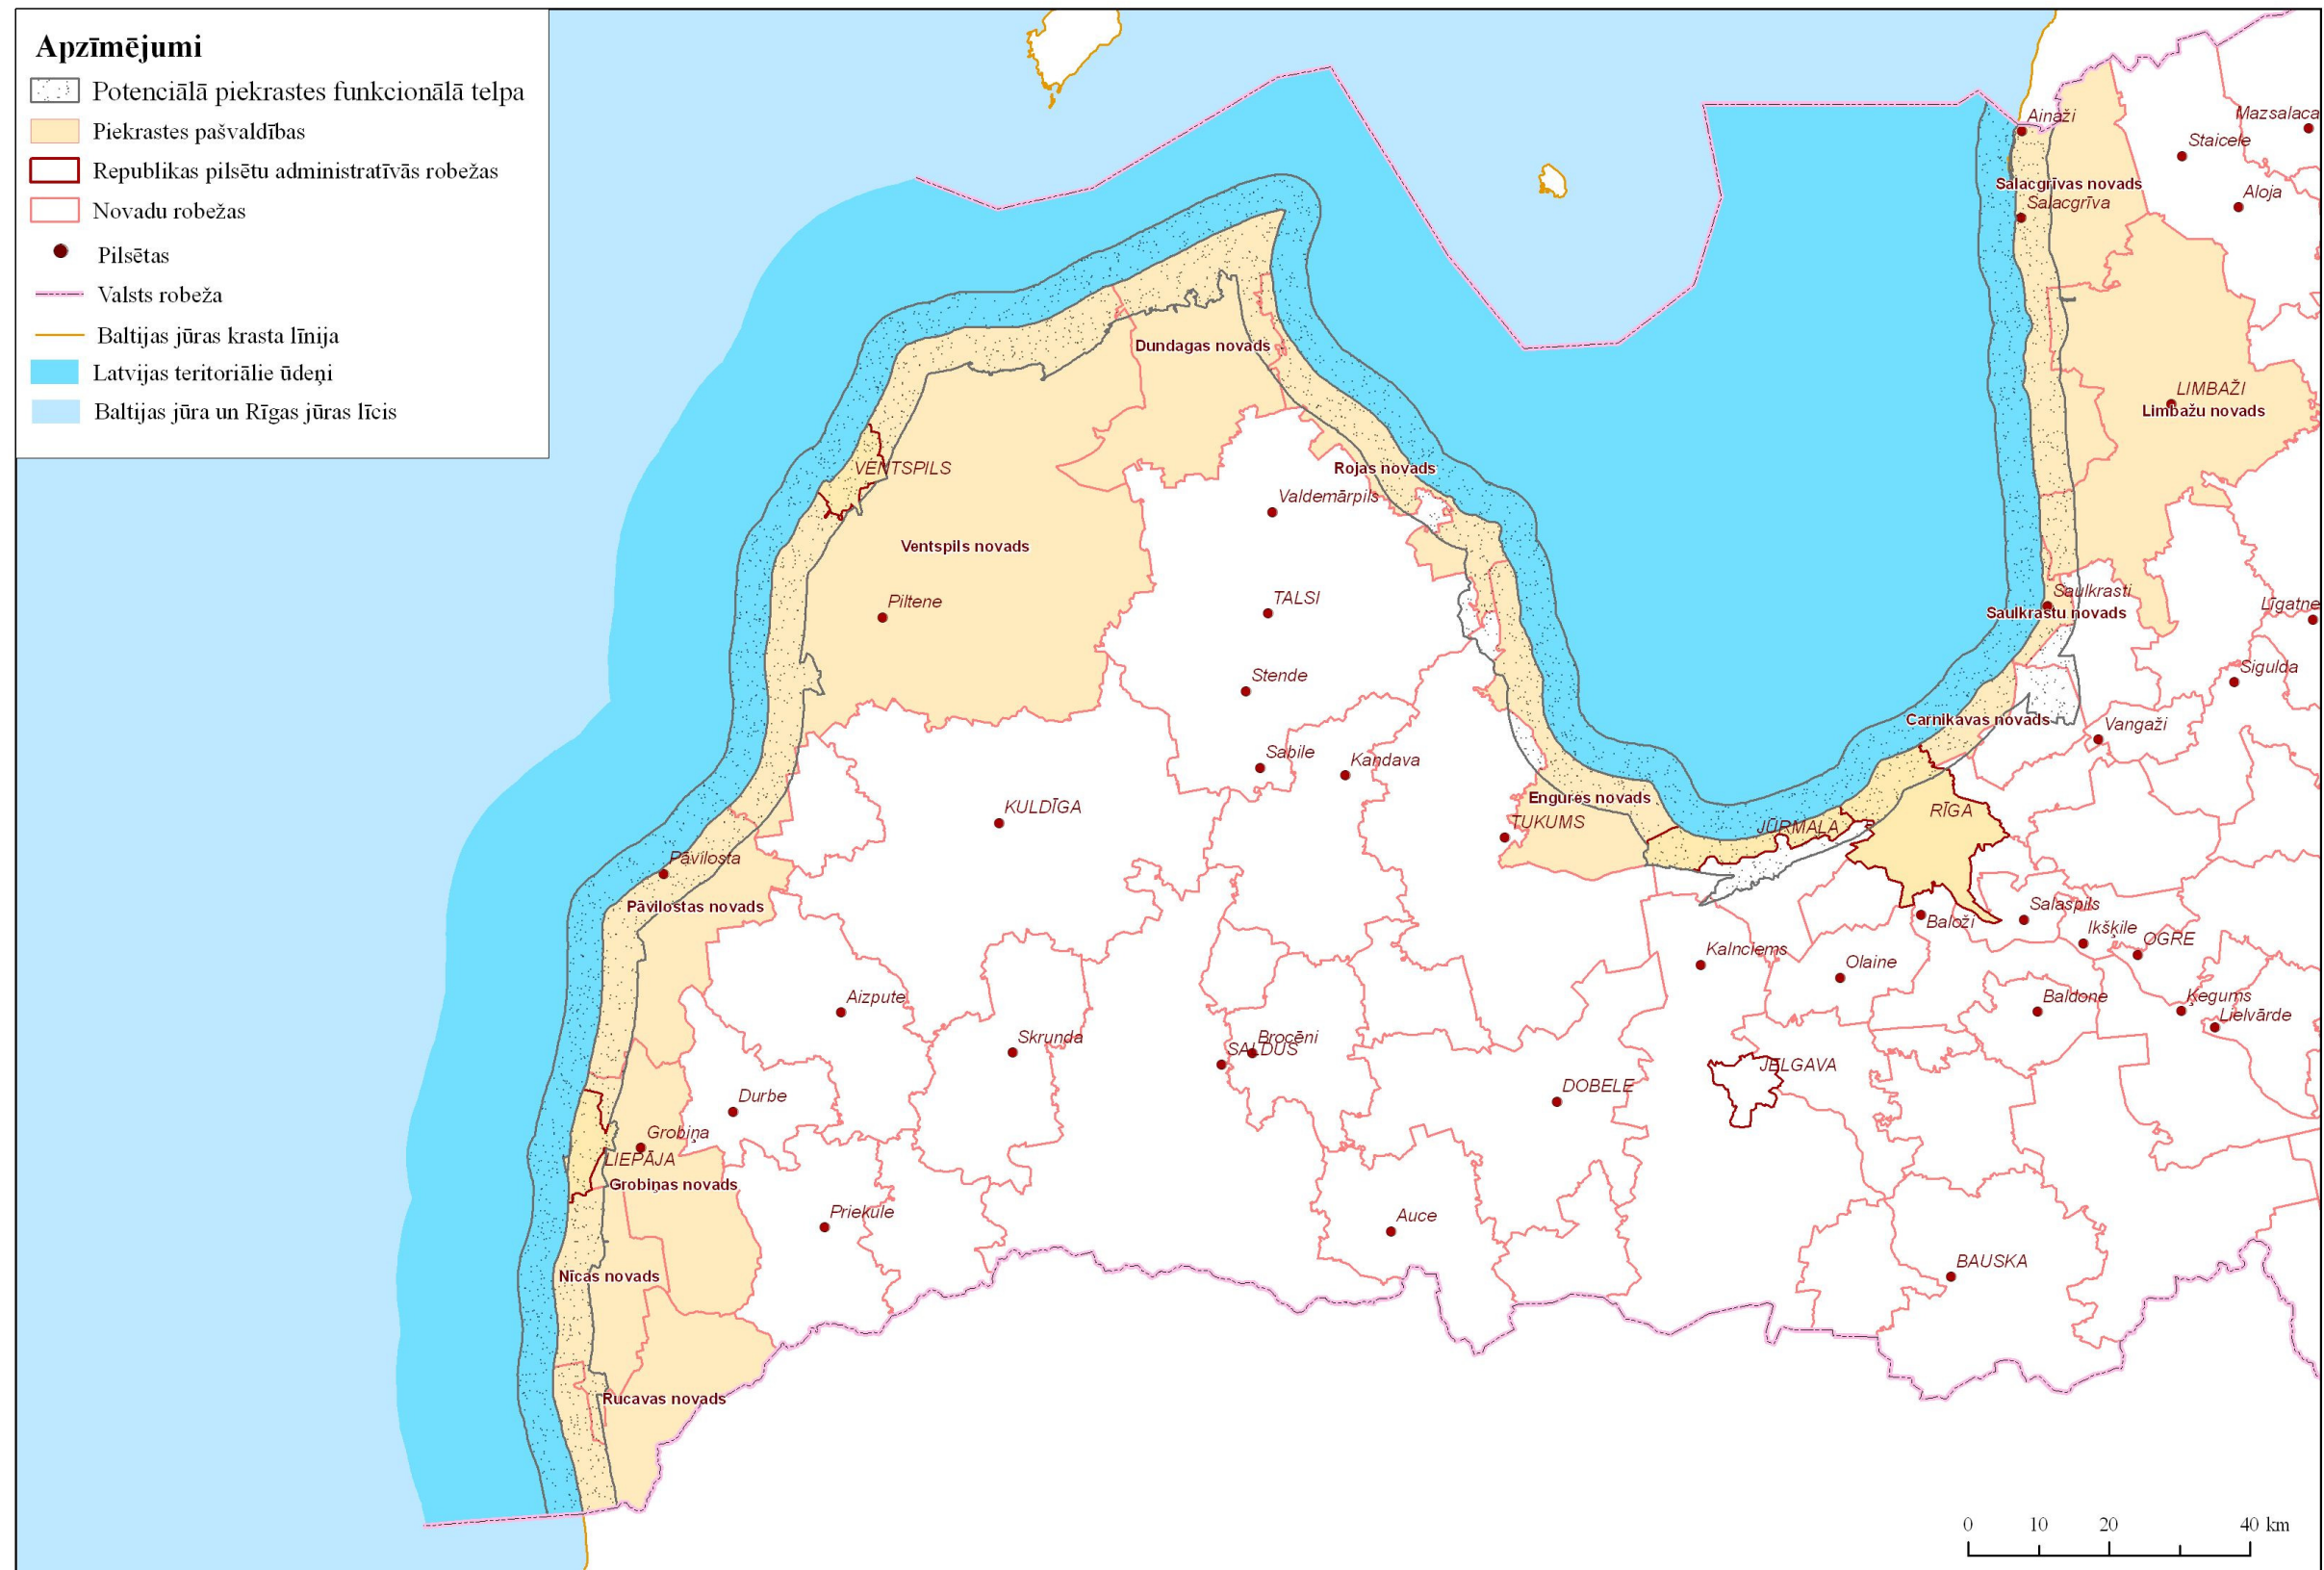 Apzīmējumi
Potenciālā piekrastes funkcionālā telpa
Piekrastes pašvaldības
Republikas pilsētu administratīvās robežas
Novadu robežas
Pilsētas
Valsts robeža
Baltijas jūras krasta līnija
Latvijas teritoriālie ūdeņi
Baltijas jūra un Rīgas jūras līcis
Ainaži
Mazsalaca
Staicele
Salacgrīvas novads
Aloja
Salacgrīva
Dundagas novads
LIMBAŽI
Limbažu novads
VENTSPILS
Rojas novads
Valdemārpils
Ventspils novads
Piltene
TALSI
Saulkrasti
Saulkrastu novads
Līgatne
Stende
Sigulda
Carnikavas novads
Vangaži
Sabile
Kandava
Engures novads
KULDĪGA
TUKUMS
JŪRMALA
RĪGA
Pāvilosta
Pāvilostas novads
Salaspils
Baloži
Ikšķile
OGRE
Kalnciems
Olaine
Aizpute
Baldone
Ķegums
Lielvārde
Skrunda
Brocēni
SALDUS
JELGAVA
Durbe
DOBELE
Grobiņa
LIEPĀJA
Grobiņas novads
Priekule
Auce
BAUSKA
Nīcas novads
Rucavas novads
0 10 20 40 km